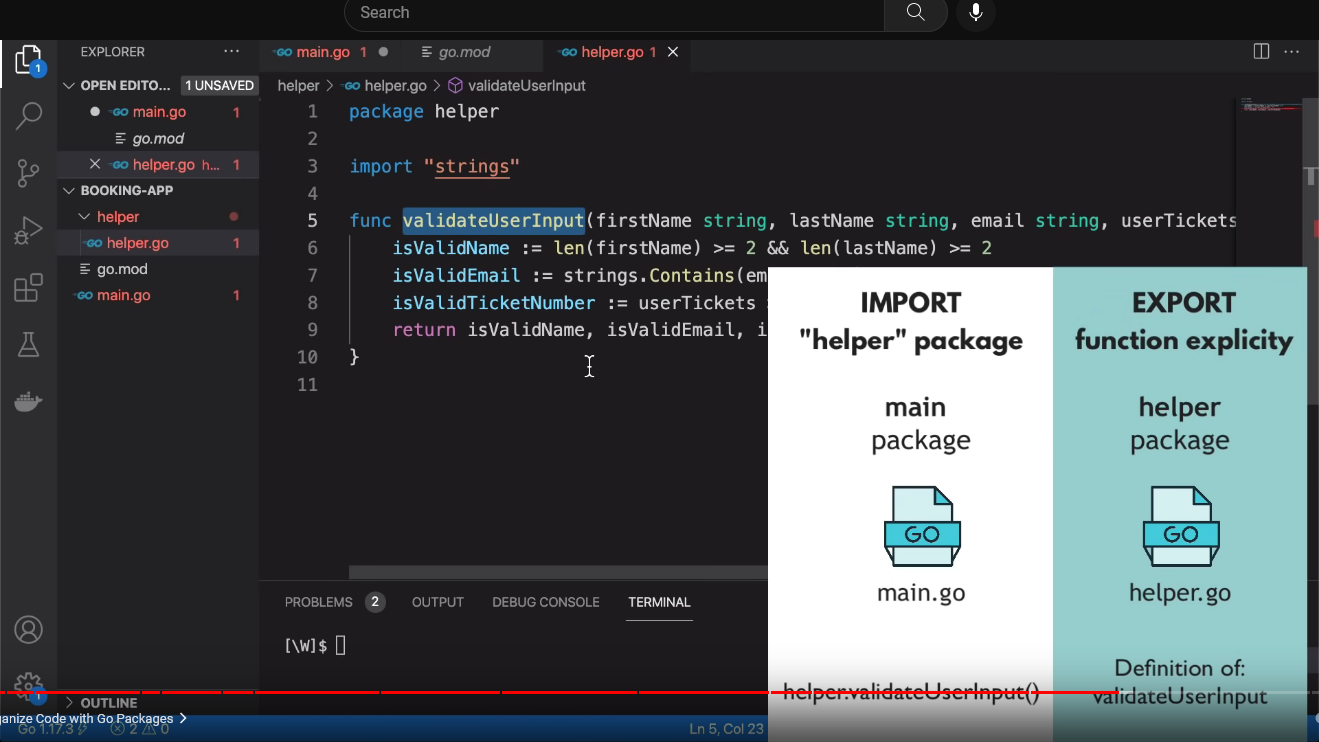 Search
EXPLORER ...
main.go 1
go.mod
helper.go 1
OPEN EDITO... 1 UNSAVED
helper > helper.go > validateUserInput
main.go 1
go.mod
helper.go h... 1
BOOKING-APP
helper
helper.go 1
go.mod
main.go 1
1 package helper
2
3 import "strings"
4
5 func validateUserInput(firstName string, lastName string, email string, userTickets
6 isValidName := len(firstName) >= 2 && len(lastName) >= 2
7 isValidEmail := strings.Contains(em
8 isValidTicketNumber := userTickets
9 return isValidName, isValidEmail, i
10 }
11
IMPORT
"helper" package
main
package
GO
main.go
helper.validateUserInput()
EXPORT
function explicity
helper
package
GO
helper.go
Definition of:
validateUserInput
PROBLEMS 2 OUTPUT DEBUG CONSOLE TERMINAL
[\W]$
1
1
OUTLINE
ganize Code with Go Packages >
Go 1.17.3 2 0
Ln 5, Col 23